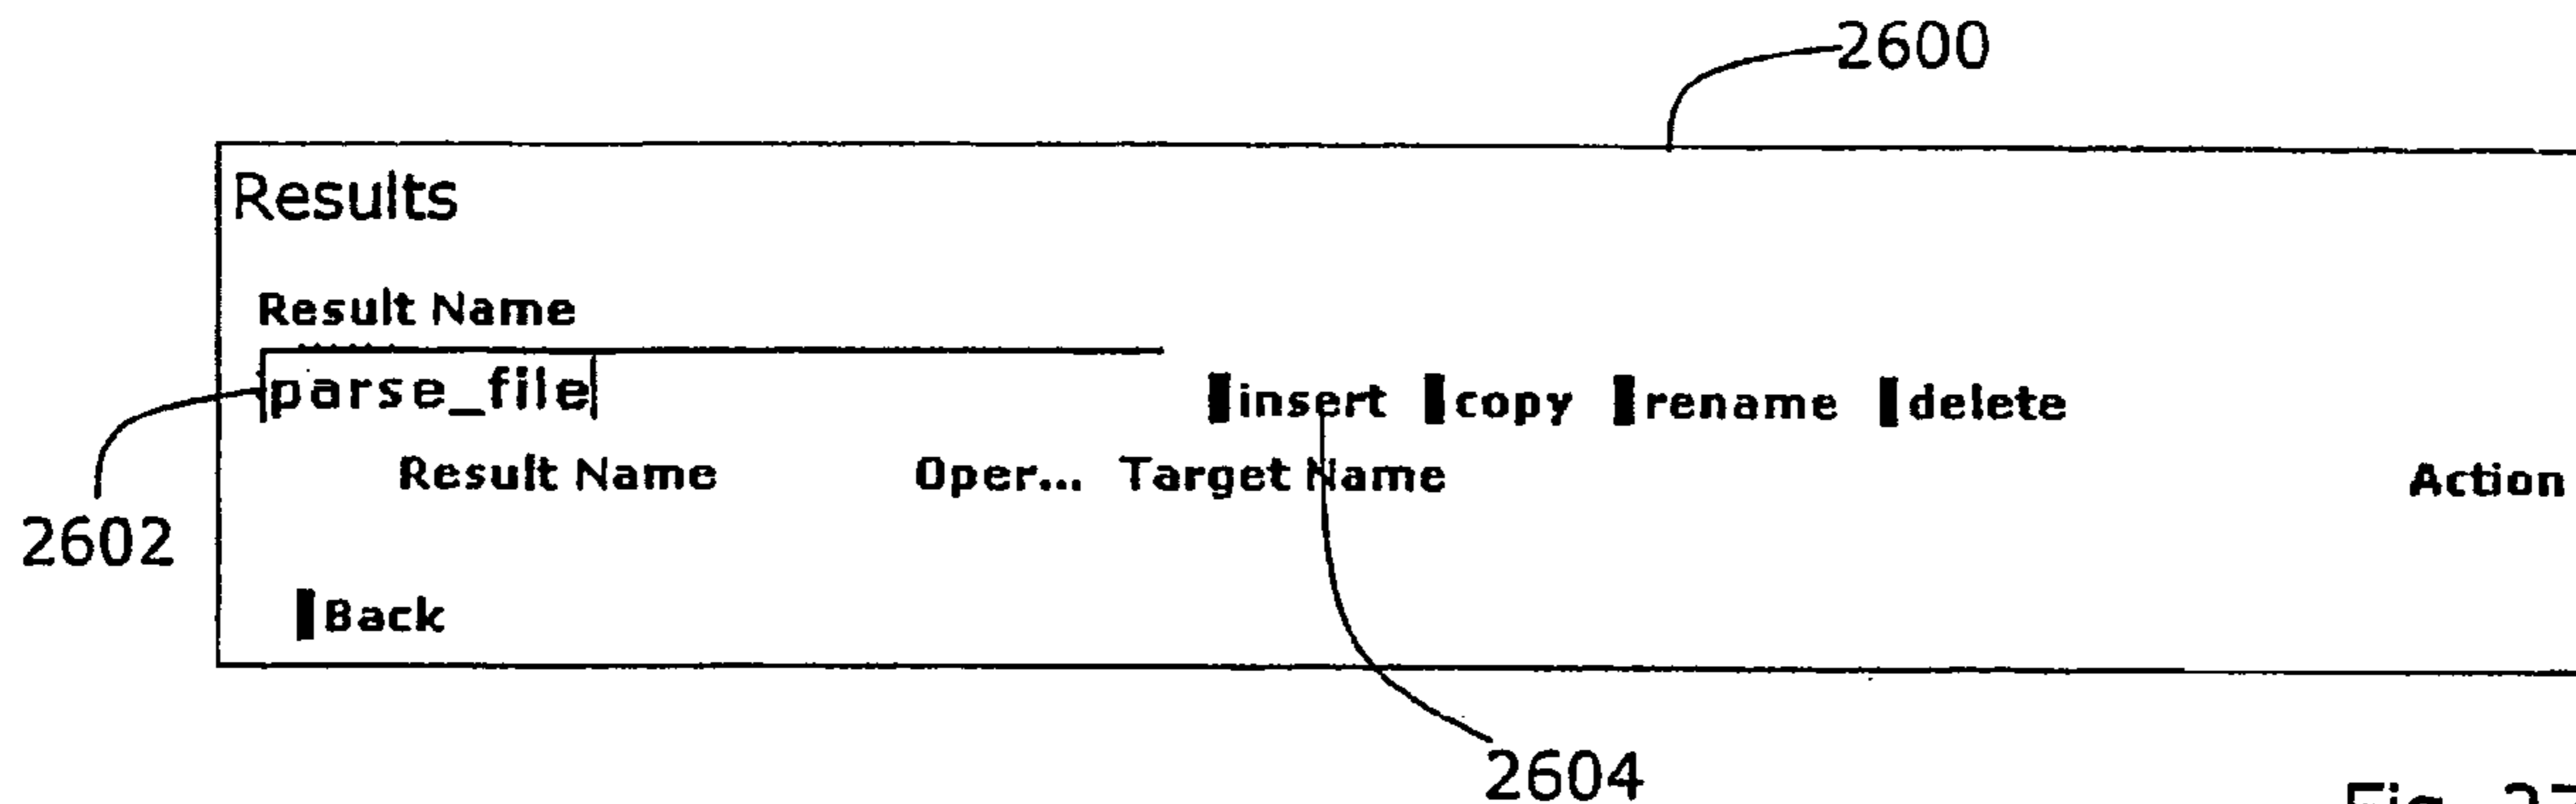 2600
Results
Result Name
parse_file
insert copy rename delete
Result Name Oper... Target Name Action
2602
Back
2604